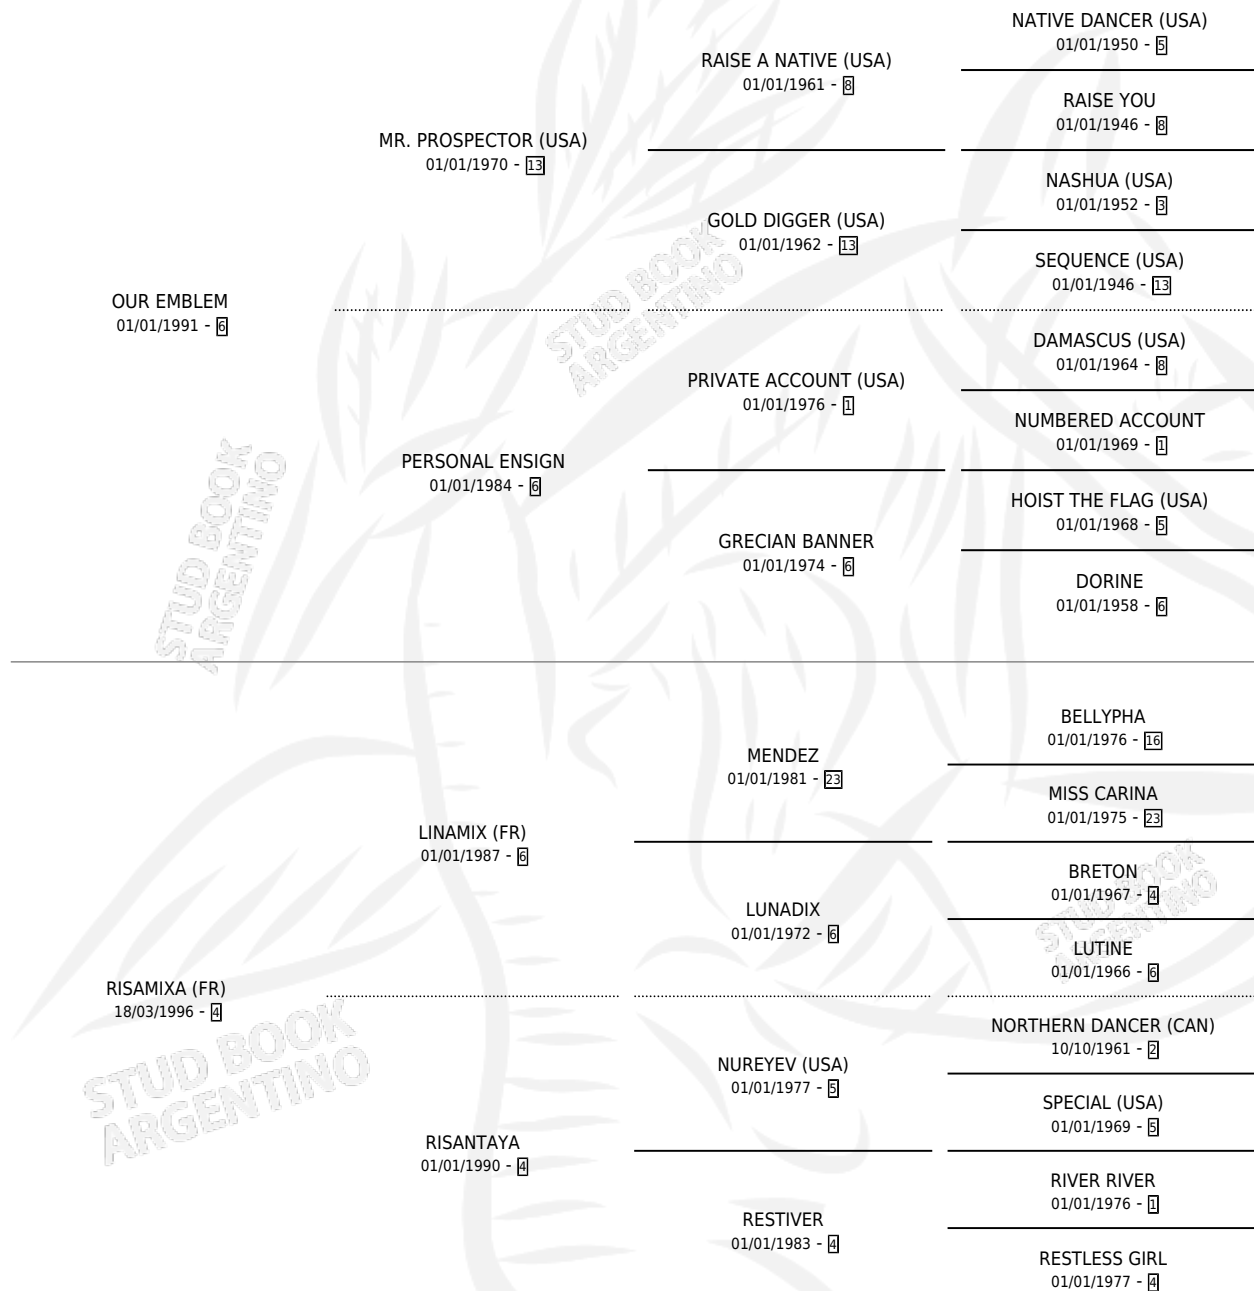 NATIVE DANCER (USA)
01/01/1950 - 5
RAISE A NATIVE (USA)
01/01/1961 - 8
RAISE YOU
01/01/1946 - 8
MR. PROSPECTOR (USA)
01/01/1970 - 13
NASHUA (USA)
01/01/1952 - 3
GOLD DIGGER (USA)
01/01/1962 - 13
SEQUENCE (USA)
01/01/1946 - 13
OUR EMBLEM
01/01/1991 - 6
DAMASCUS (USA)
01/01/1964 - 8
PRIVATE ACCOUNT (USA)
01/01/1976 - 1
NUMBERED ACCOUNT
01/01/1969 - 1
PERSONAL ENSIGN
01/01/1984 - 6
HOIST THE FLAG (USA)
01/01/1968 - 5
GRECIAN BANNER
01/01/1974 - 6
DORINE
01/01/1958 - 6
BELLYPHA
01/01/1976 - 16
MENDEZ
01/01/1981 - 23
MISS CARINA
01/01/1975 - 23
LINAMIX (FR)
01/01/1987 - 6
BRETON
01/01/1967 - 4
LUNADIX
01/01/1972 - 6
LUTINE
01/01/1966 - 6
RISAMIXA (FR)
18/03/1996 - 4
NORTHERN DANCER (CAN)
10/10/1961 - 2
NUREYEV (USA)
01/01/1977 - 5
SPECIAL (USA)
01/01/1969 - 5
RISANTAYA
01/01/1990 - 4
RIVER RIVER
01/01/1976 - 1
RESTIVER
01/01/1983 - 4
RESTLESS GIRL
01/01/1977 - 4
STUD BOOK
ARGENTINO
STUD BOOK
ARGENTINO
STUD BOOK
ARGENTINO
STUD BOOK
ARGENTINO